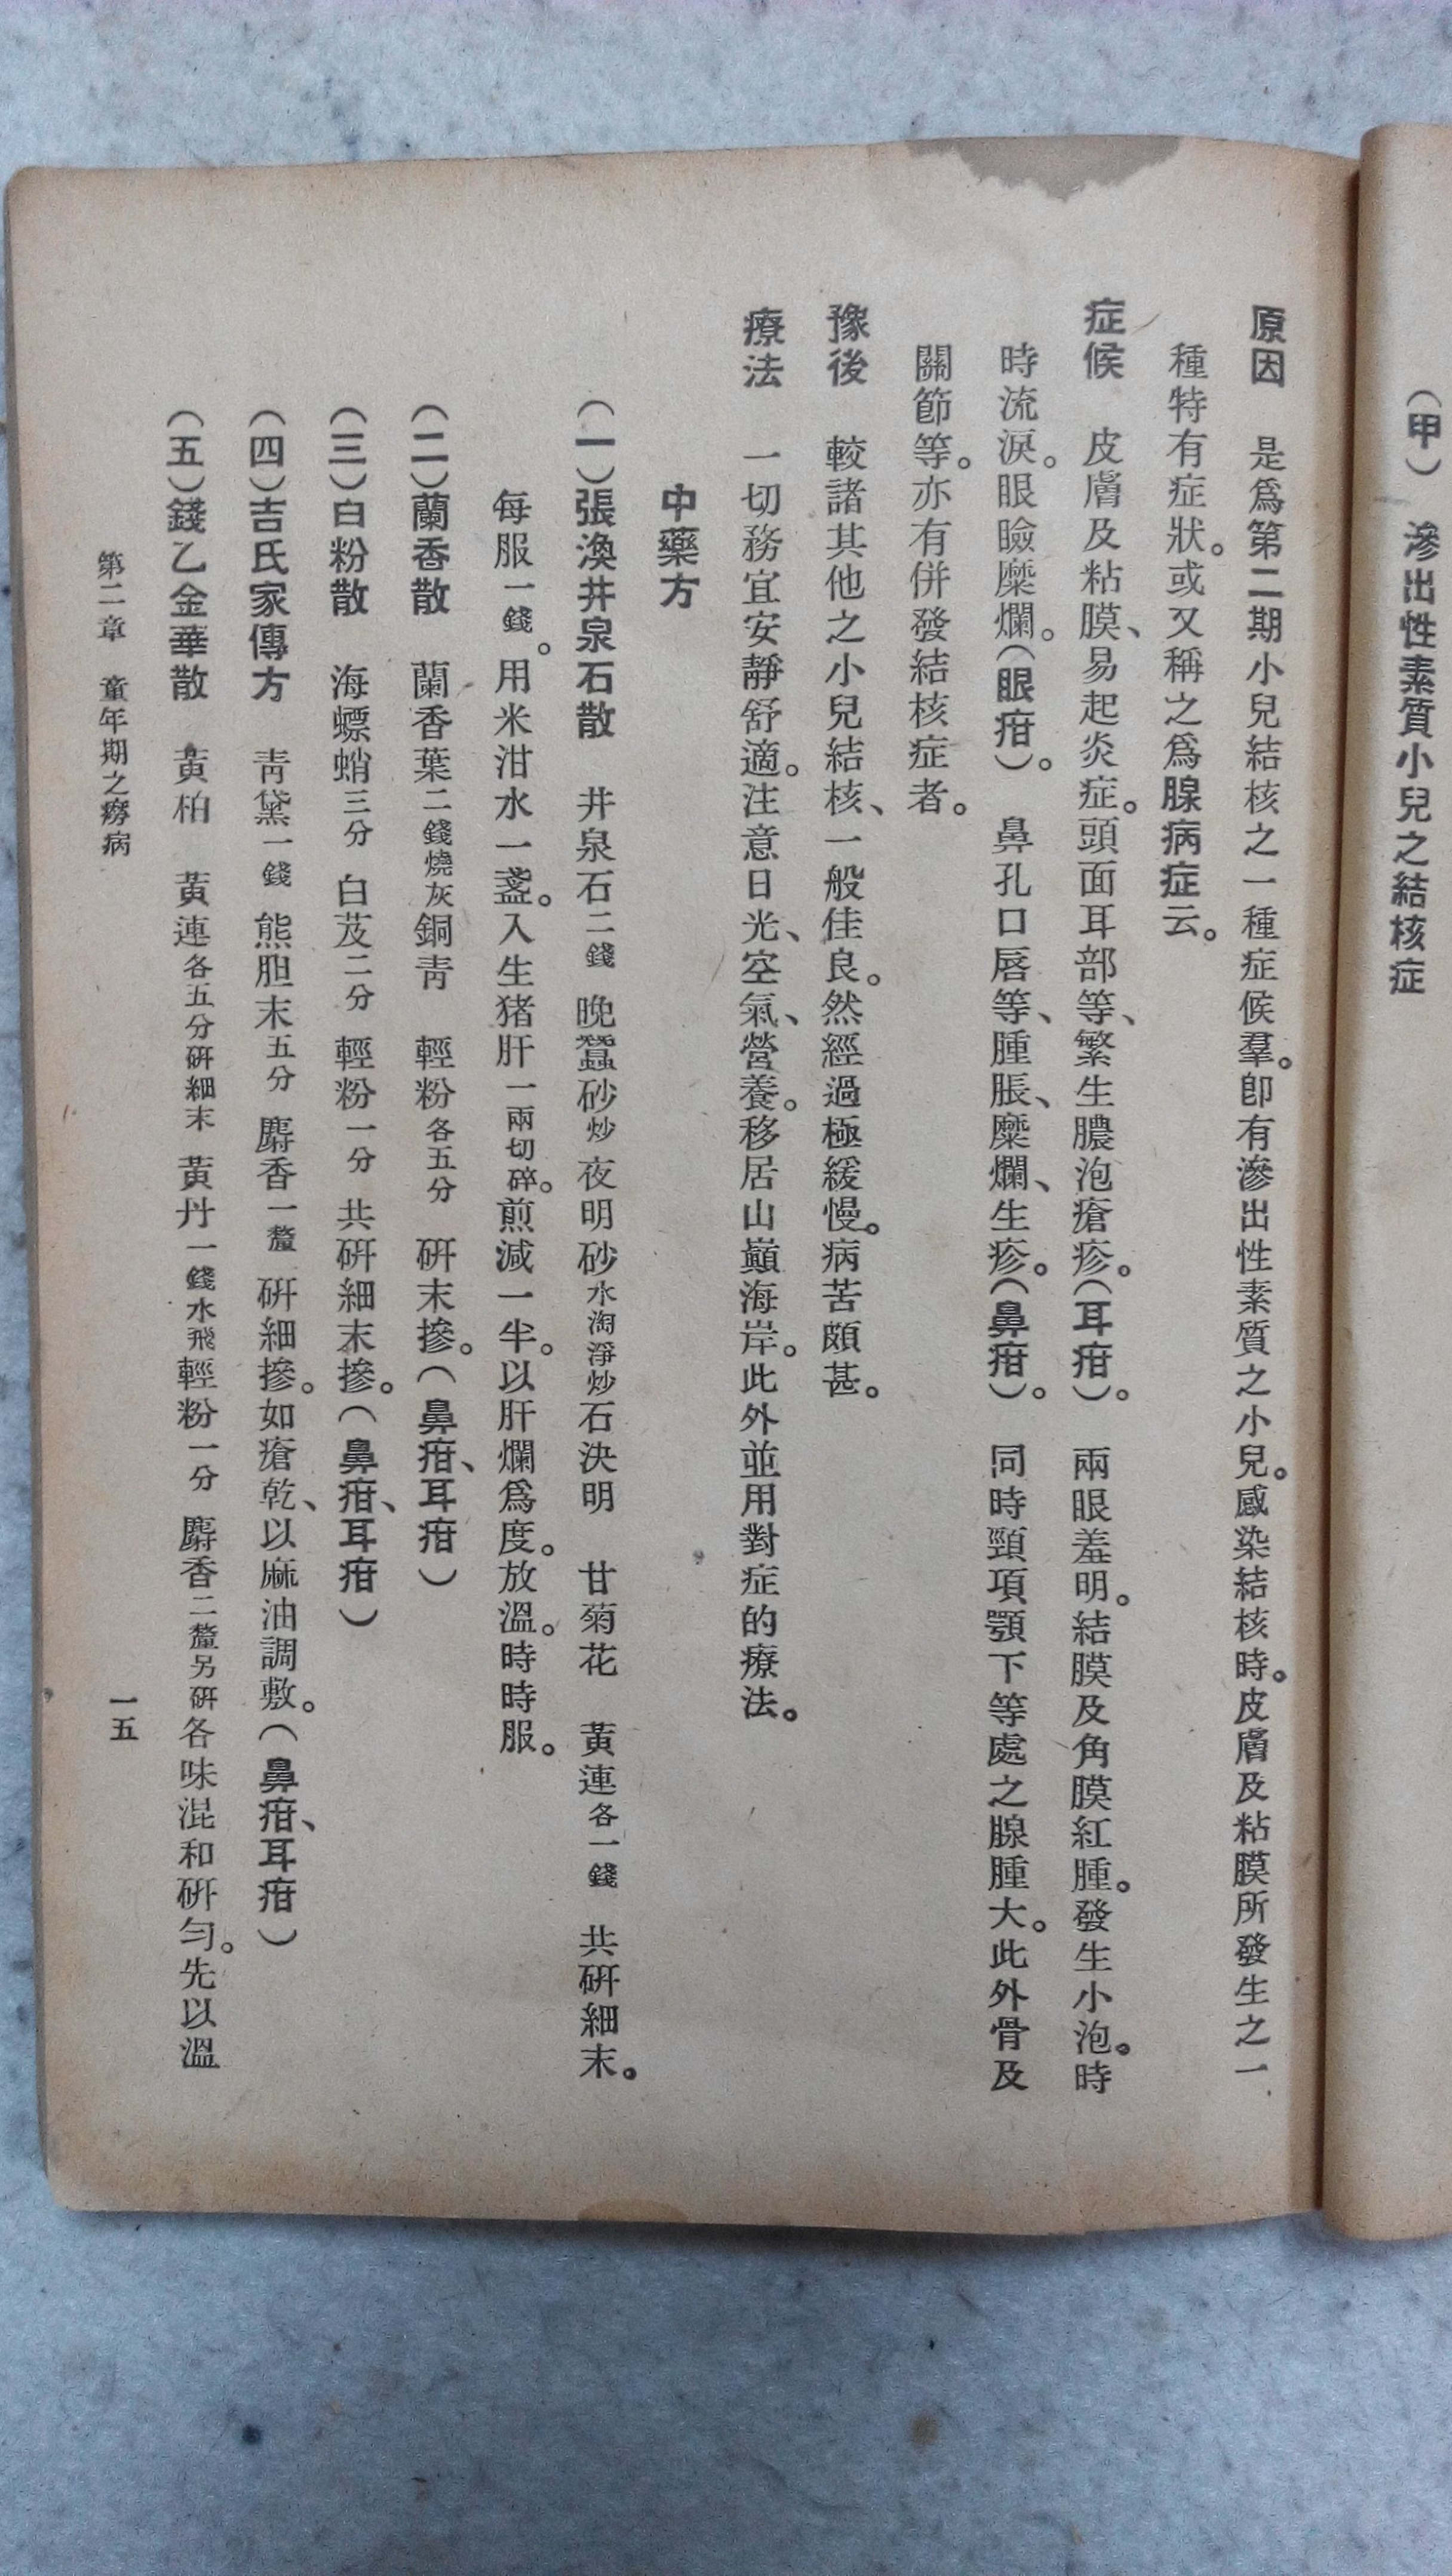 (甲) 滲出性素質小兒之結核症
原因 是爲第二期小兒結核之一種症候羣。卽有滲出性素質之小兒。感染結核時。皮膚及粘膜所發生之一
種特有症狀。或又稱之爲腺病症云。
症候 皮膚及粘膜、易起炎症。頭面耳部等、繁生膿泡瘡疹。(耳疳)。 兩眼羞明。結膜及角膜紅腫。發生小泡。時
時流淚。眼瞼糜爛。(眼疳)。 鼻孔口唇等、腫脹、糜爛、生疹。(鼻疳)。 同時頸項顎下等處之腺腫大。此外骨及
關節等。亦有併發結核症者。
豫後 較諸其他之小兒結核、一般佳良。然經過極緩慢。病苦頗甚。
療法 一切務宜安靜舒適。注意日光、空氣、營養。移居山巔海岸。此外並用對症的療法。
中藥方
(一)張渙井泉石散 井泉石二錢 晚蠶砂炒 夜明砂水淘淨炒 石決明 甘菊花 黃連各一錢 共硏細末。
每服一錢。用米泔水一盞。入生猪肝一兩切碎。煎減一半。以肝爛爲度。放溫。時時服。
(二)蘭香散 蘭香葉二錢燒灰 銅靑 輕粉各五分 硏末摻。(鼻疳、耳疳)
(三)白粉散 海螵蛸三分 白芨二分 輕粉一分 共硏細末摻。(鼻疳、耳疳)
(四)吉氏家傳方 靑黛一錢 熊胆末五分 麝香一釐 硏細摻。如瘡乾、以麻油調敷。(鼻疳、耳疳)
(五)錢乙金華散 黃柏 黃連各五分硏細末 黃丹一錢水飛 輕粉一分 麝香二釐另硏 各味混和硏勻。先以溫
第二章 童年期之癆病 一五